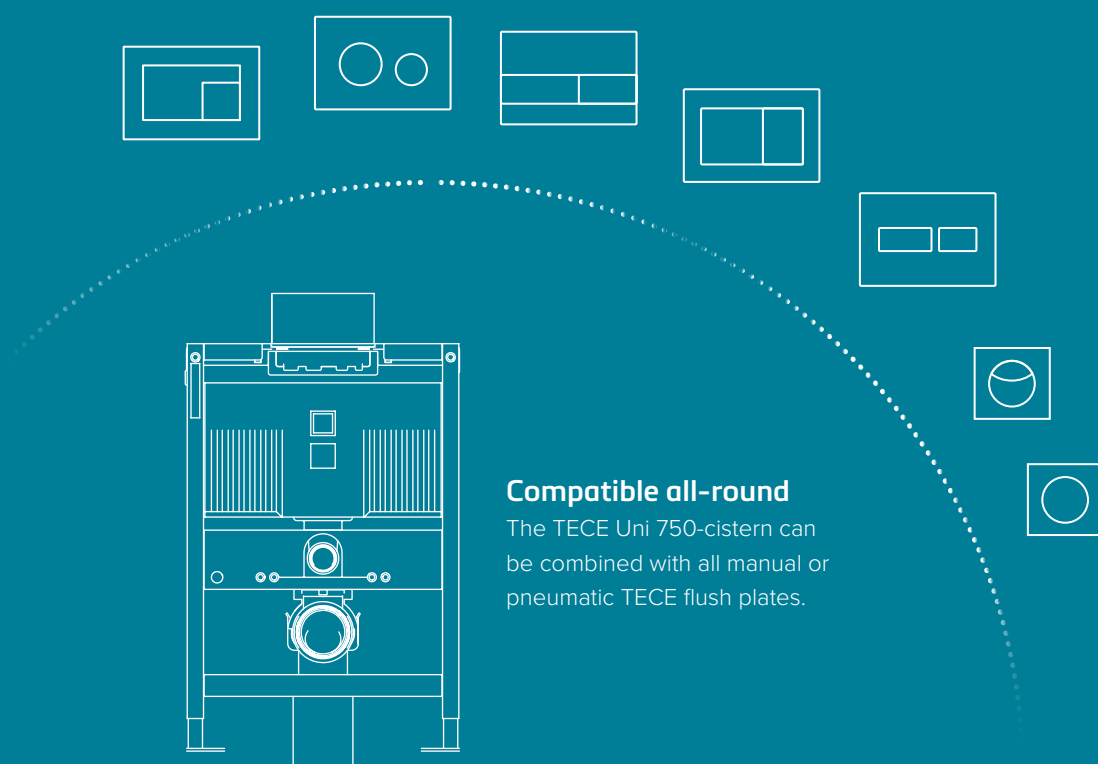 Compatible all-round
The TECE Uni 750-cistern can
be combined with all manual or
pneumatic TECE flush plates.